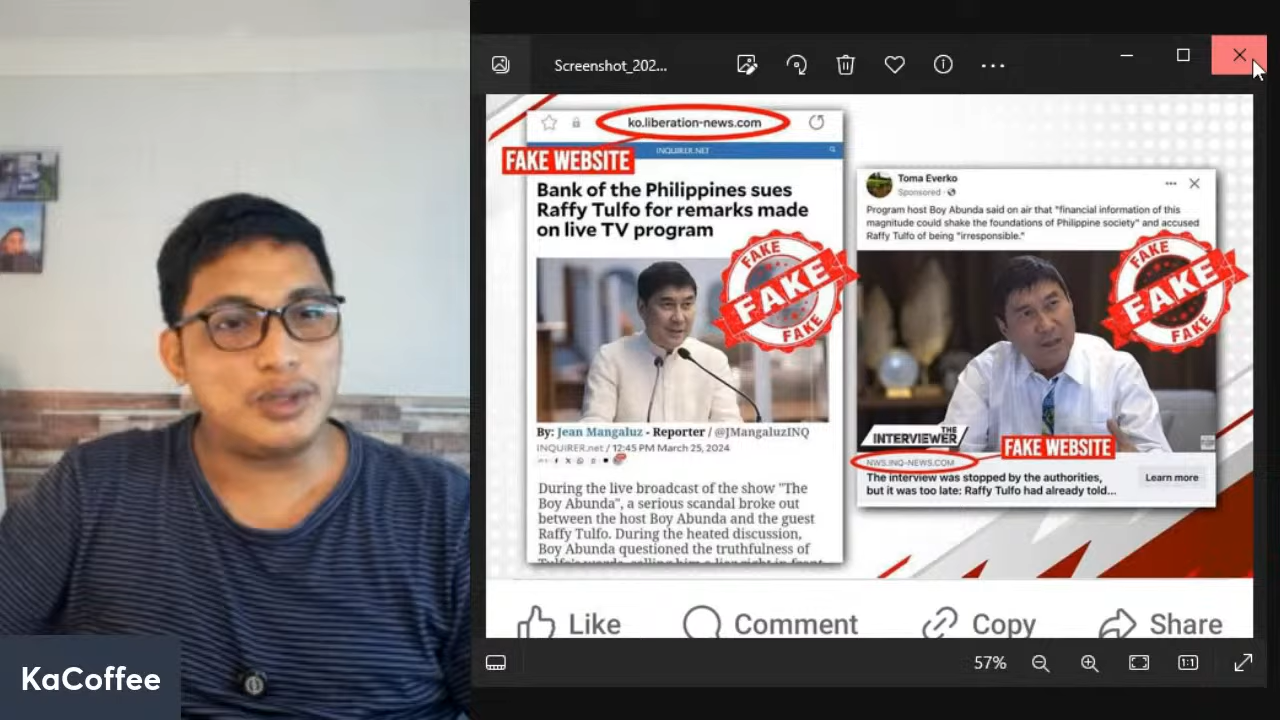 Screenshot_202...
ko.liberation-news.com
FAKE WEBSITE
INQUIRER.NET
Bank of the Philippines sues
Raffy Tulfo for remarks made
on live TV program
FAKE
FAKE
FAKE
By: Jean Mangaluz - Reporter / @JMangaluzINQ
INQUIRER.net / 12:45 PM March 25, 2024
During the live broadcast of the show "The
Boy Abunda", a serious scandal broke out
between the host Boy Abunda and the guest
Raffy Tulfo. During the heated discussion,
Boy Abunda questioned the truthfulness of
Toma Everko
Sponsored
Program host Boy Abunda said on air that "financial information of this
magnitude could shake the foundations of Philippine society" and accused
Raffy Tulfo of being "irresponsible."
FAKE
FAKE
FAKE
THE
INTERVIEWER
FAKE WEBSITE
NWS.INQ-NEWS.COM
The interview was stopped by the authorities,
but it was too late: Raffy Tulfo had already told...
Learn more
Like
Comment
Copy
Share
57%
1:1
KaCoffee